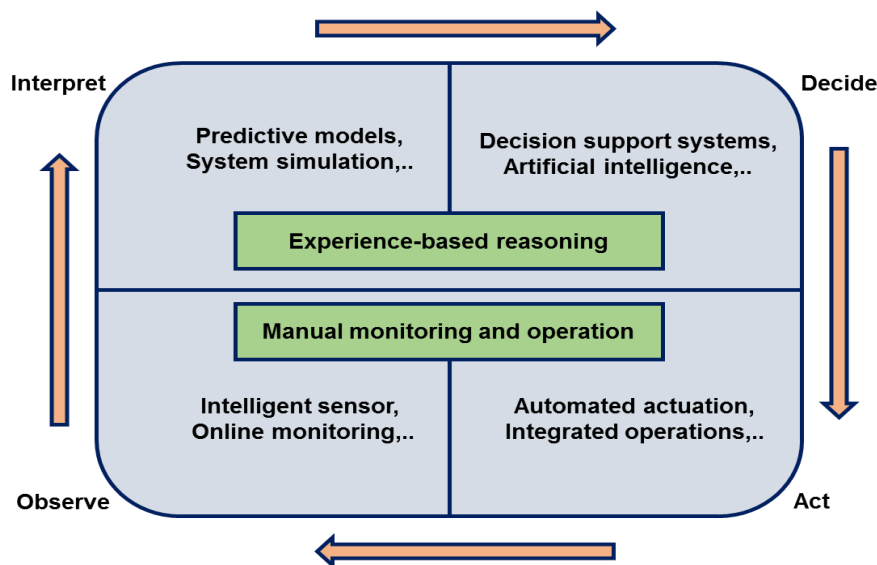 Interpret
Decide
Predictive models,
System simulation,..
Decision support systems,
Artificial intelligence,..
Experience-based reasoning
Manual monitoring and operation
Intelligent sensor,
Online monitoring,..
Automated actuation,
Integrated operations,..
Observe
Act